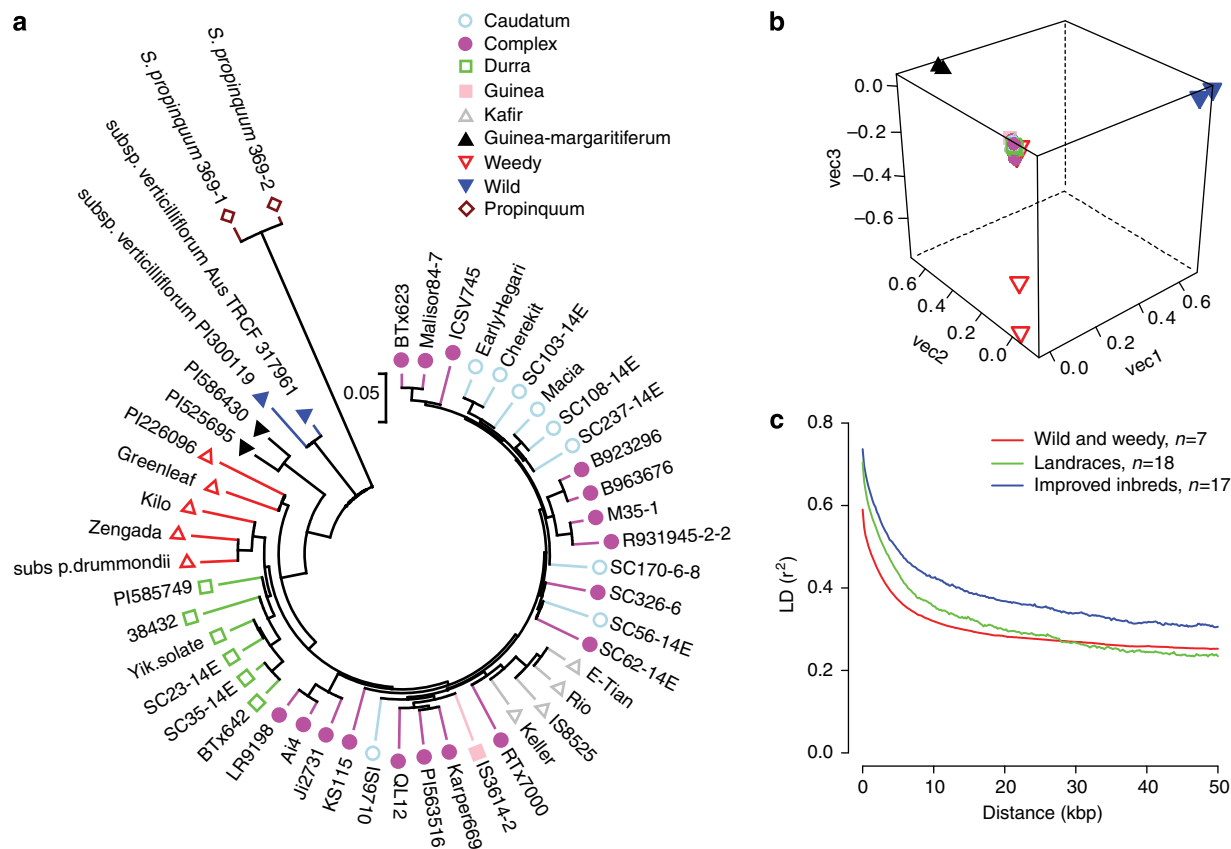 a
S. propinquum 369-1
S. propinquum 369-2
subsp. verticilliflorum Aus TRCF 317961
subsp. verticilliflorum PI300119
PI586430
PI525695
PI226096
Greenleaf
Kilo
Zengada
subs p.drummondii
PI585749
38432
Yik.solate
SC23-14E
SC35-14E
BTx642
LR9198
Ai4
Ji2731
KS115
IS9710
QL12
PI563516
Karper669
IS3614-2
RTx7000
Keller
IS8525
Rio
E-Tian
SC62-14E
SC56-14E
SC326-6
SC170-6-8
R931945-2-2
M35-1
B963676
B923296
SC237-14E
SC108-14E
Macia
SC103-14E
Cherekit
EarlyHegari
ICSV745
Malisor84-7
BTx623
0.05
Caudatum
Complex
Durra
Guinea
Kafir
Guinea-margaritiferum
Weedy
Wild
Propinquum
b
0.0
−0.2
−0.4
−0.6
vec3
0.6
0.4
0.2
0.0
vec2
0.0
0.2
0.4
0.6
vec1
c
0.8
0.6
0.4
0.2
0.0
LD (r²)
Wild and weedy, n=7
Landraces, n=18
Improved inbreds, n=17
0
10
20
30
40
50
Distance (kbp)